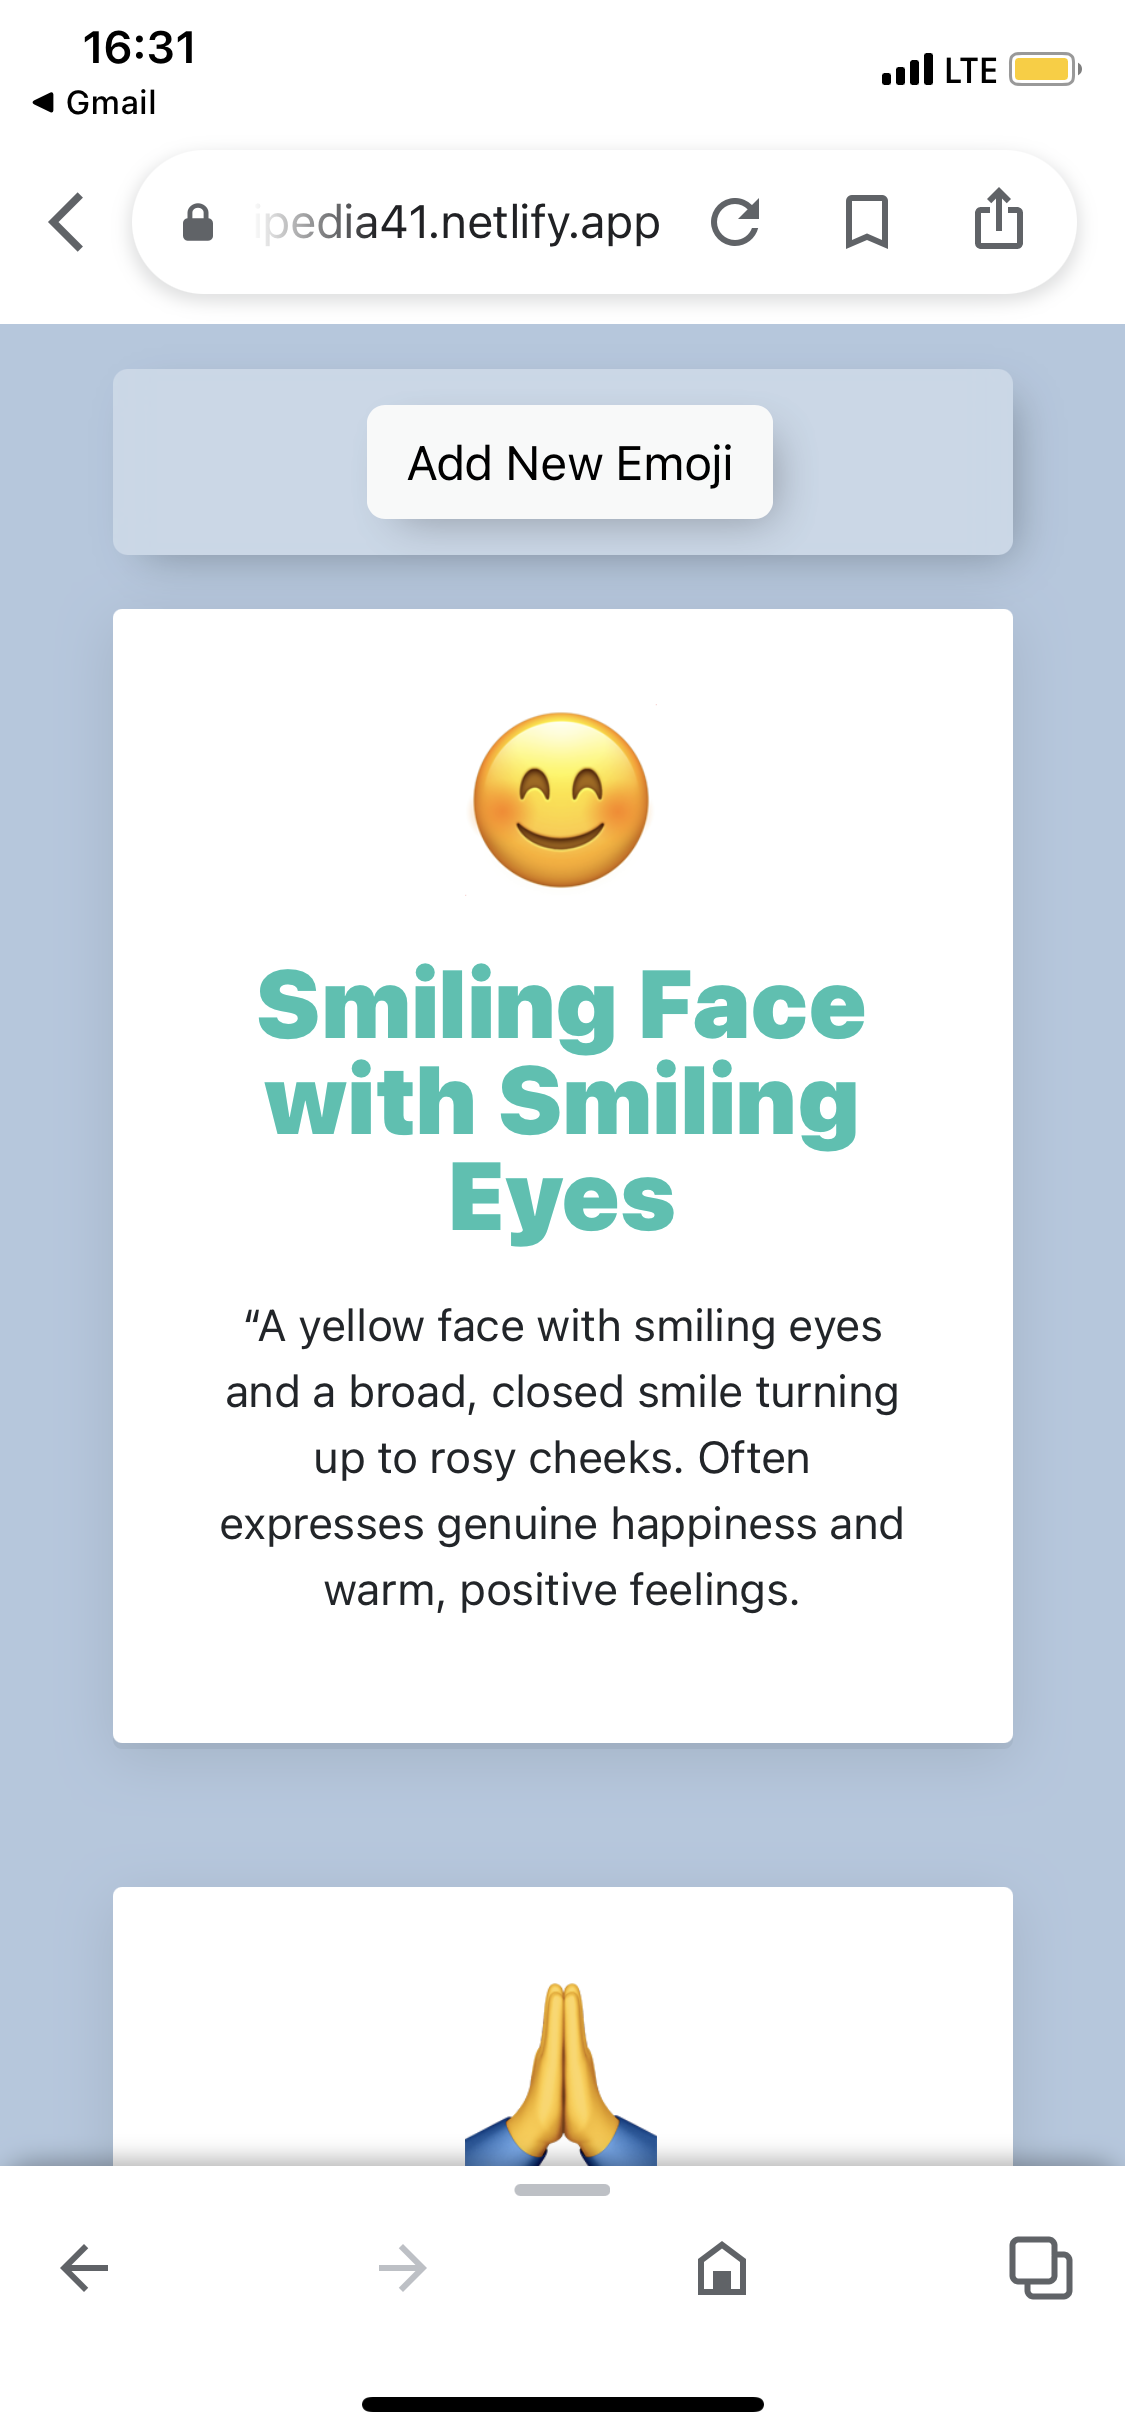 16:31
LTE
Gmail
ipedia41.netlify.app
Add New Emoji
Smiling Face
with Smiling
Eyes
“A yellow face with smiling eyes
and a broad, closed smile turning
up to rosy cheeks. Often
expresses genuine happiness and
warm, positive feelings.